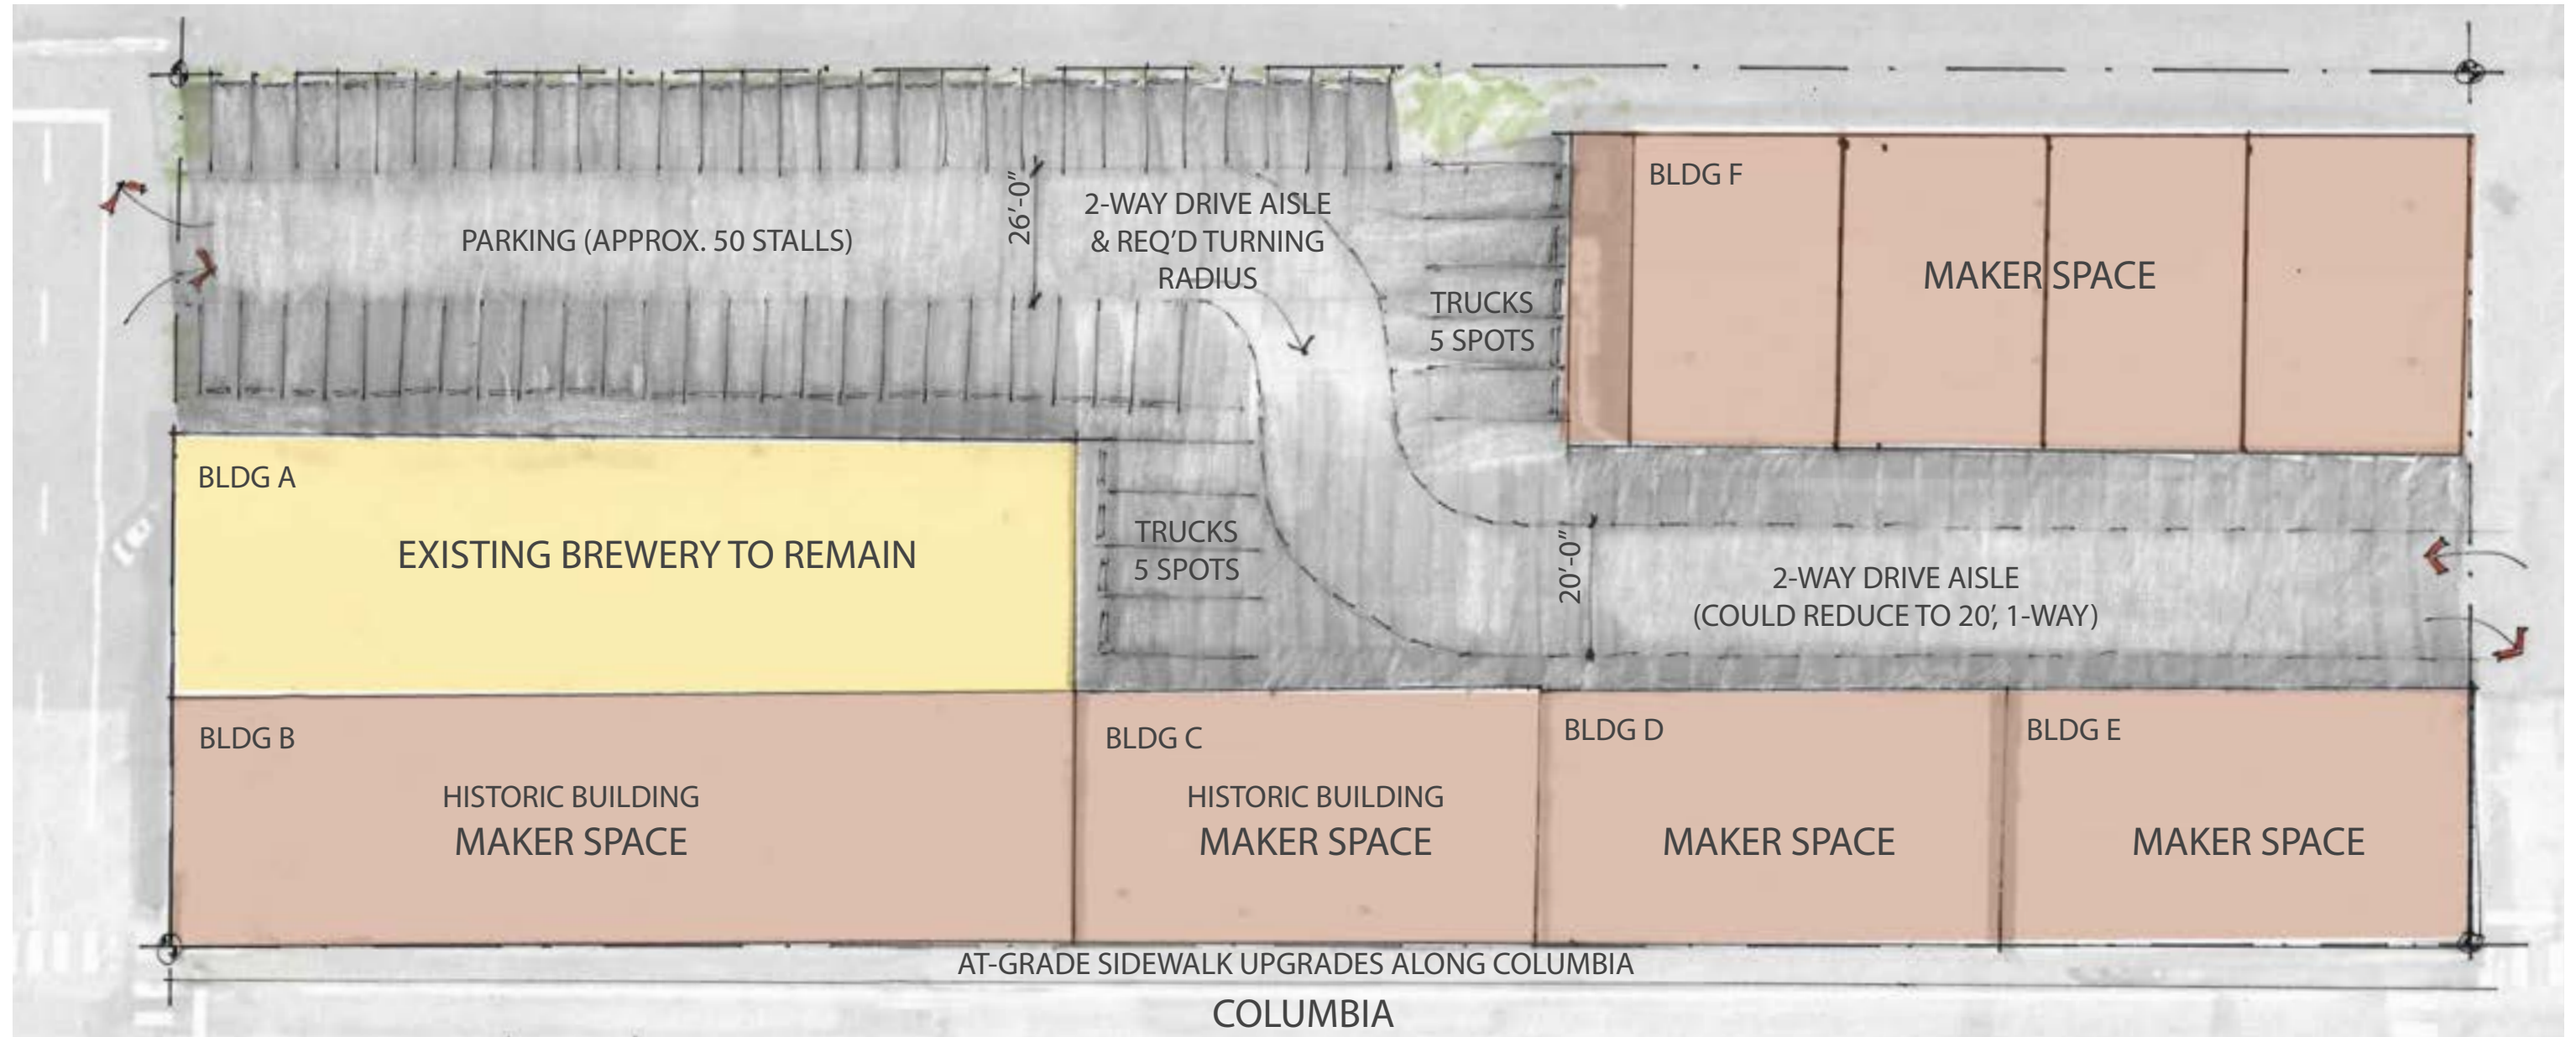 PARKING (APPROX. 50 STALLS)
26'-0"
2-WAY DRIVE AISLE
& REQ'D TURNING
RADIUS
TRUCKS
5 SPOTS
BLDG F
MAKER SPACE
BLDG A
EXISTING BREWERY TO REMAIN
TRUCKS
5 SPOTS
20'-0"
2-WAY DRIVE AISLE
(COULD REDUCE TO 20', 1-WAY)
BLDG B
HISTORIC BUILDING
MAKER SPACE
BLDG C
HISTORIC BUILDING
MAKER SPACE
BLDG D
MAKER SPACE
BLDG E
MAKER SPACE
AT-GRADE SIDEWALK UPGRADES ALONG COLUMBIA
COLUMBIA